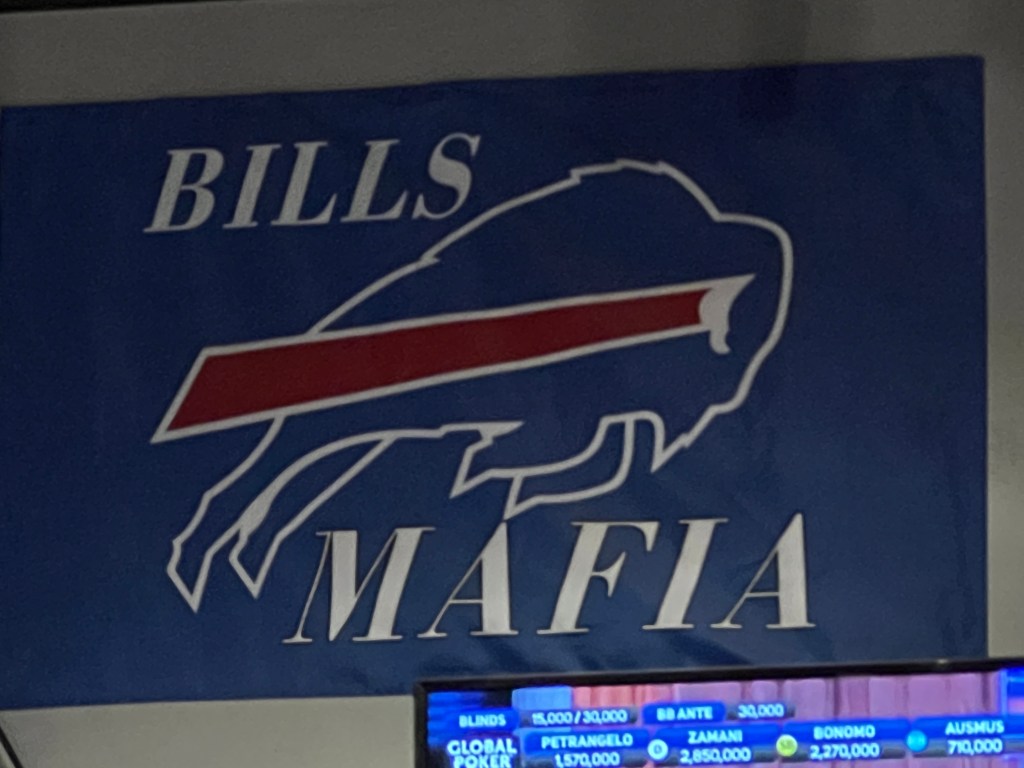 BILLS
MAFIA
BLINDS 15,000 / 30,000 BB ANTE 30,000
GLOBAL POKER
PETRANGELO 1,570,000
ZAMANI 2,850,000
BONOMO 2,270,000
AUSMUS 710,000